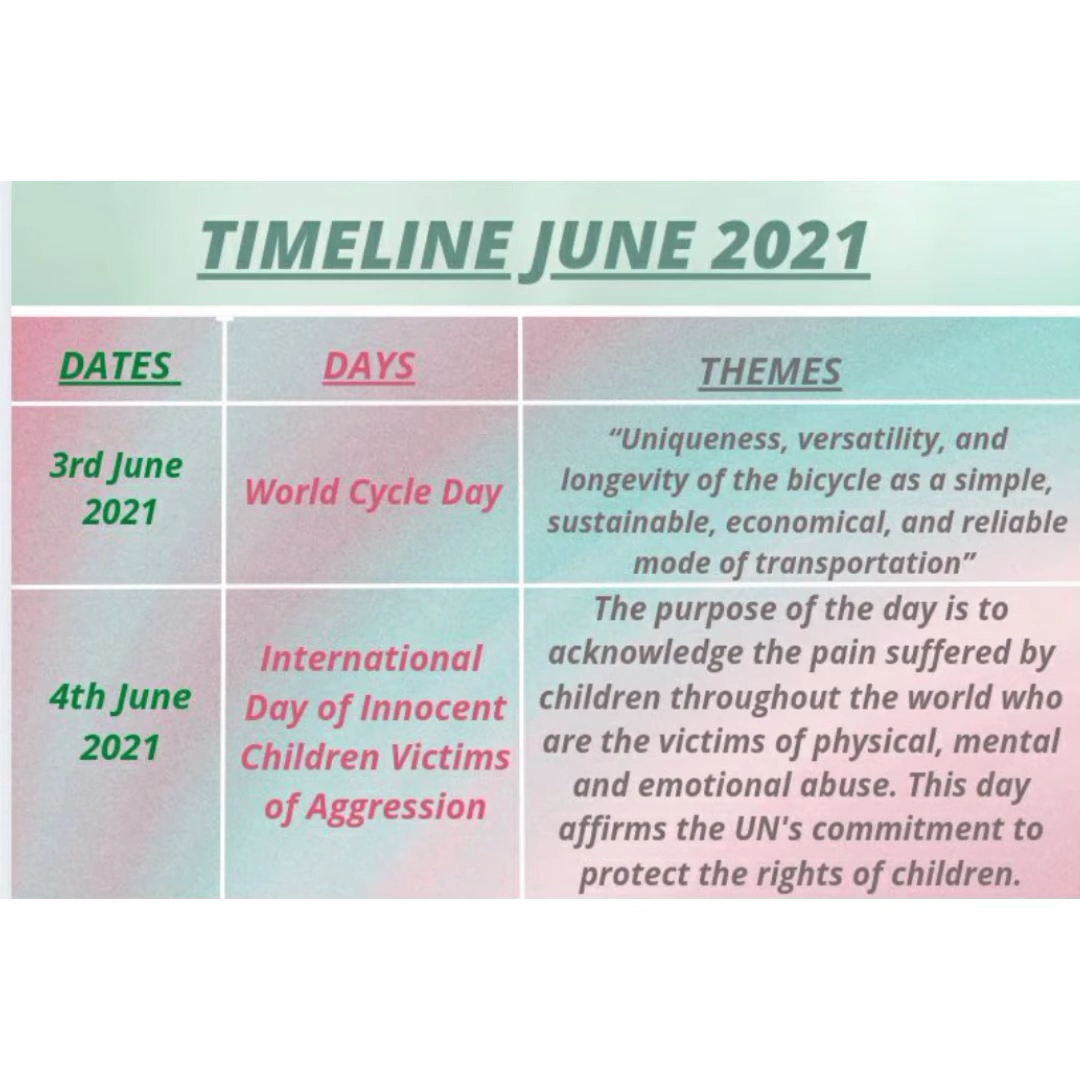 TIMELINE JUNE 2021
DATES
DAYS
THEMES
3rd June
2021
World Cycle Day
“Uniqueness, versatility, and
longevity of the bicycle as a simple,
sustainable, economical, and reliable
mode of transportation”
4th June
2021
International
Day of Innocent
Children Victims
of Aggression
The purpose of the day is to
acknowledge the pain suffered by
children throughout the world who
are the victims of physical, mental
and emotional abuse. This day
affirms the UN's commitment to
protect the rights of children.